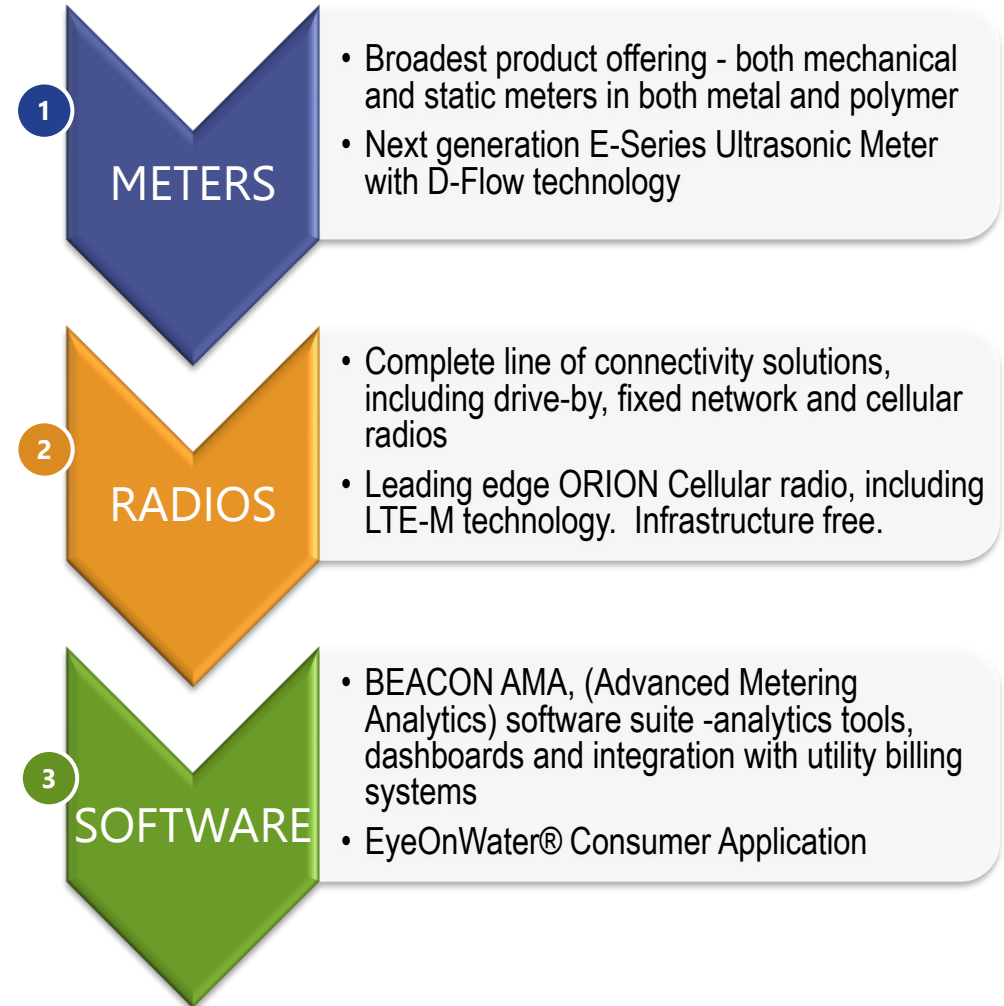 1
METERS
• Broadest product offering - both mechanical
and static meters in both metal and polymer
• Next generation E-Series Ultrasonic Meter
with D-Flow technology
2
RADIOS
• Complete line of connectivity solutions,
including drive-by, fixed network and cellular
radios
• Leading edge ORION Cellular radio, including
LTE-M technology.  Infrastructure free.
3
SOFTWARE
• BEACON AMA, (Advanced Metering
Analytics) software suite -analytics tools,
dashboards and integration with utility billing
systems
• EyeOnWater® Consumer Application